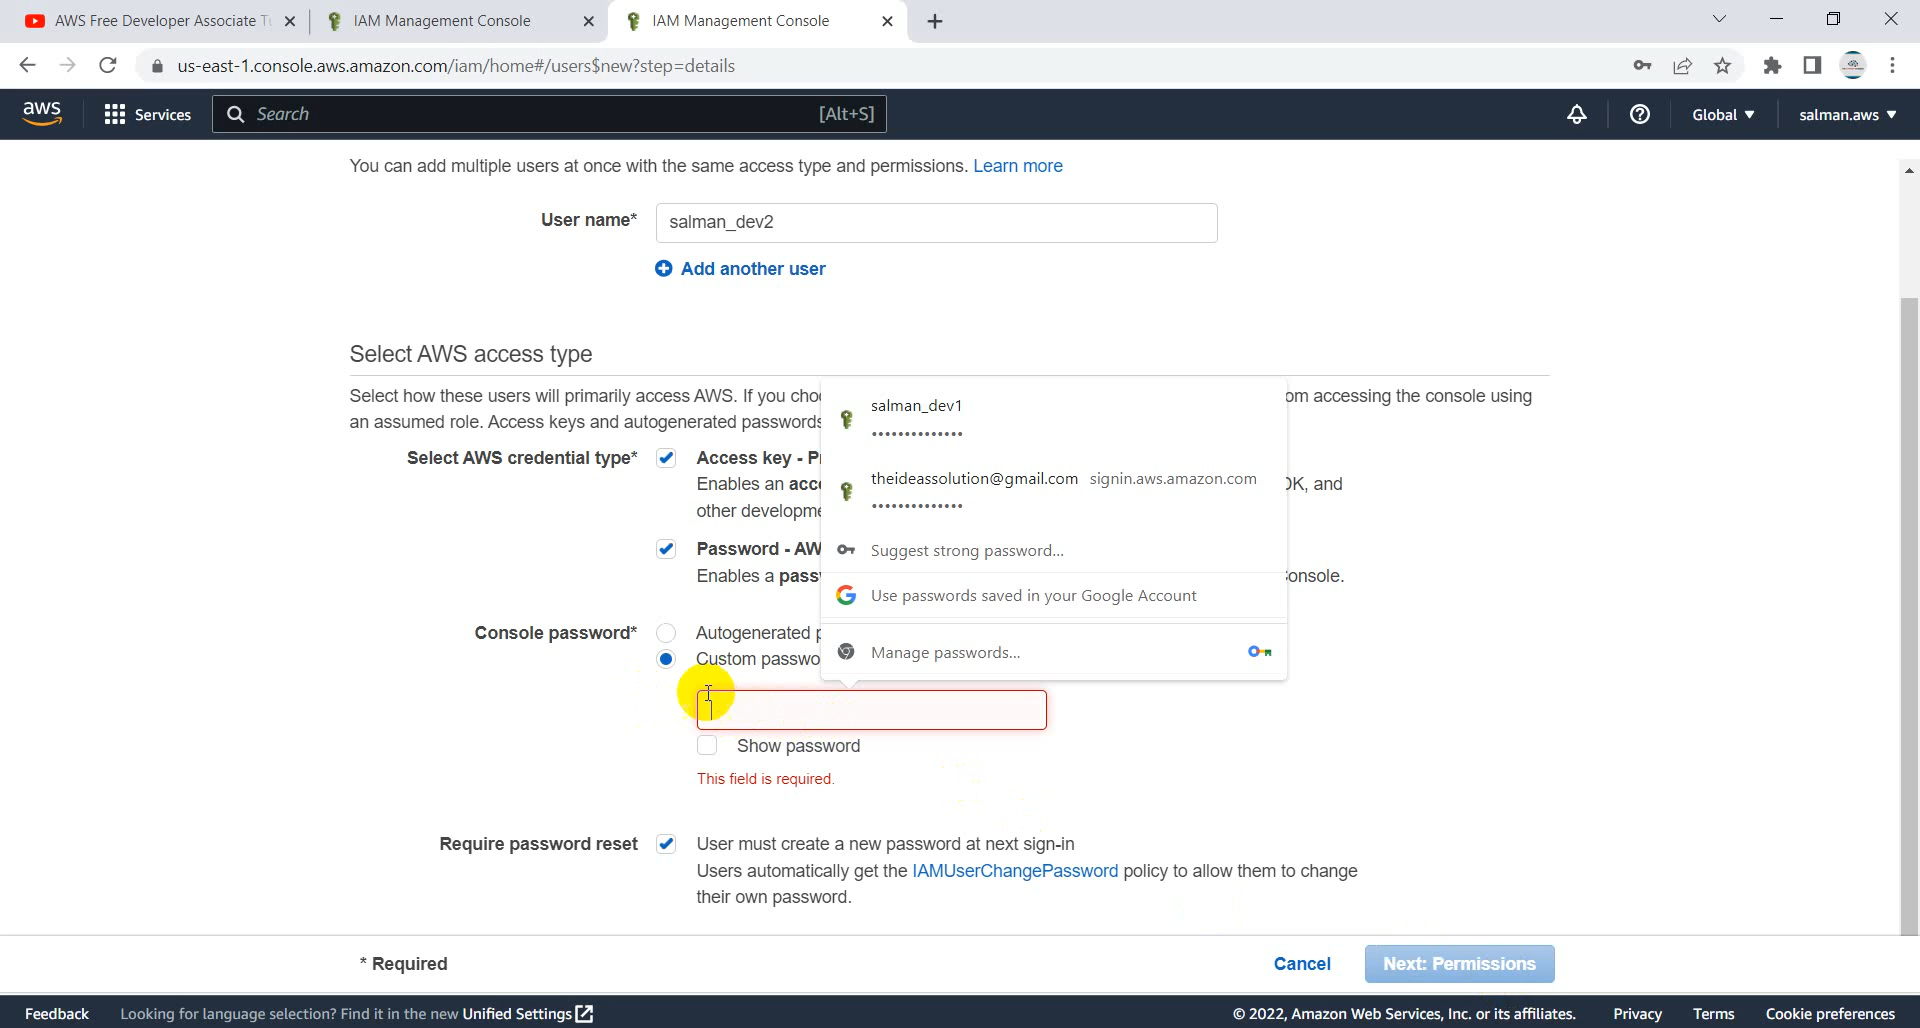 AWS Free Developer Associate T
IAM Management Console
IAM Management Console
us-east-1.console.aws.amazon.com/iam/home#/users$new?step=details
aws
Services
Search
[Alt+S]
Global
salman.aws
You can add multiple users at once with the same access type and permissions. Learn more
User name*
salman_dev2
Add another user
Select AWS access type
Select how these users will primarily access AWS. If you choo
om accessing the console using
an assumed role. Access keys and autogenerated passwords
salman_dev1
••••••••••••••
Select AWS credential type*
Access key - P
Enables an acce
K, and
other developme
theideassolution@gmail.com signin.aws.amazon.com
••••••••••••••
Password - AW
Enables a passw
onsole.
Suggest strong password...
Use passwords saved in your Google Account
Manage passwords...
Console password*
Autogenerated p
Custom passwo
Show password
This field is required.
Require password reset
User must create a new password at next sign-in
Users automatically get the IAMUserChangePassword policy to allow them to change
their own password.
* Required
Cancel
Next: Permissions
Feedback
Looking for language selection? Find it in the new Unified Settings
© 2022, Amazon Web Services, Inc. or its affiliates.
Privacy
Terms
Cookie preferences